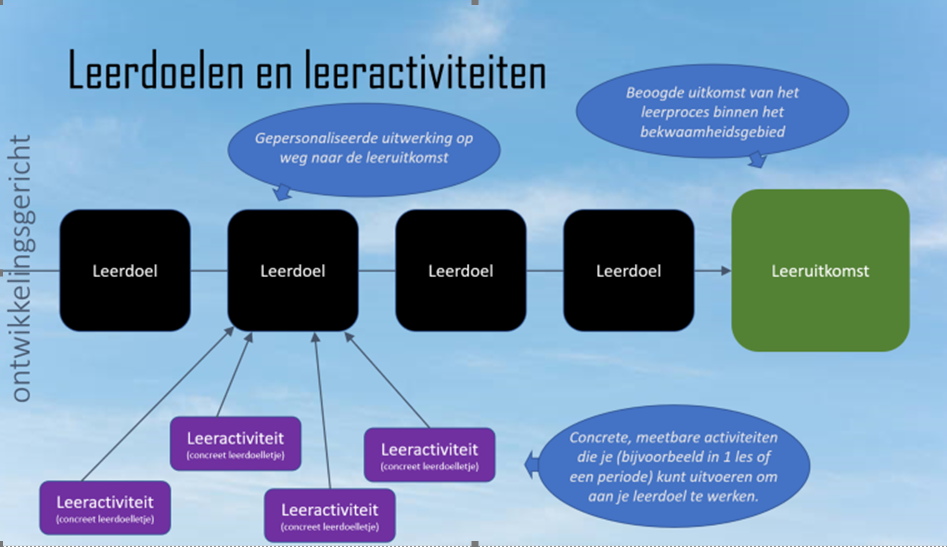 Leerdoelen en leeractiviteiten
Beoogde uitkomst van het
leerproces binnen het
bekwaamheidsgebied
Gepersonaliseerde uitwerking op
weg naar de leeruitkomst
ontwikkelingsgericht
Leerdoel
Leerdoel
Leerdoel
Leerdoel
Leeruitkomst
Leeractiviteit
(concreet leerdoelletje)
Leeractiviteit
(concreet leerdoelletje)
Leeractiviteit
(concreet leerdoelletje)
Leeractiviteit
(concreet leerdoelletje)
Concrete, meetbare activiteiten
die je (bijvoorbeeld in 1 les of
een periode) kunt uitvoeren om
aan je leerdoel te werken.